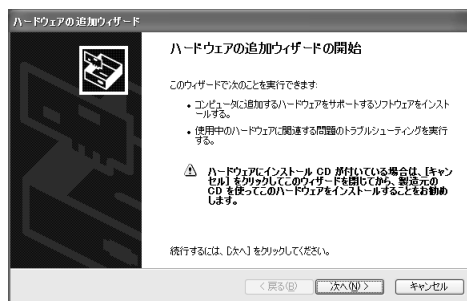 ハードウェアの追加ウィザード
ハードウェアの追加ウィザードの開始
このウィザードで次のことを実行できます:
• コンピュータに追加するハードウェアをサポートするソフトウェアをインスト
ールする。
• 使用中のハードウェアに関連する問題のトラブルシューティングを実行
する。
ハードウェアにインストール CD が付いている場合は、[キャン
セル] をクリックしてこのウィザードを閉じてから、製造元の
CD を使ってこのハードウェアをインストールすることをお勧め
します。
続行するには、[次へ] をクリックしてください。
< 戻る(B)
次へ(N) >
キャンセル